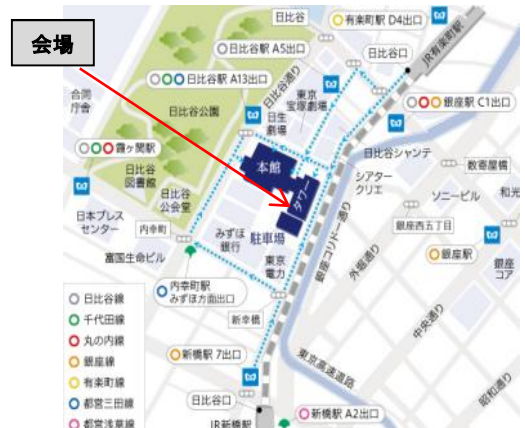 会場
日比谷
有楽町駅 D4出口
JR有楽町駅
日比谷駅 A5出口
日比谷口
日比谷駅 A13出口
日比谷通り
合同
庁舎
日比谷公園
東京
宝塚劇場
日生
劇場
銀座駅 C1出口
霞ヶ関駅
日比谷
図書館
本館
日比谷シャンテ
数寄屋橋
シアター
クリエ
日比谷
公会堂
タワー
ソニービル
和光
日本プレス
センター
内幸町
みずほ
銀行
駐車場
銀座コリドー通り
銀座西五丁目
外堀通り
銀座駅
富国生命ビル
東京
電力
銀座
コア
内幸町駅
みずほ方面出口
中央通り
日比谷線
千代田線
丸の内線
銀座線
有楽町線
都営三田線
都営浅草線
新幸橋
新橋駅 7出口
東京高速道路
昭和通り
日比谷口
JR新橋駅
新橋駅 A2出口